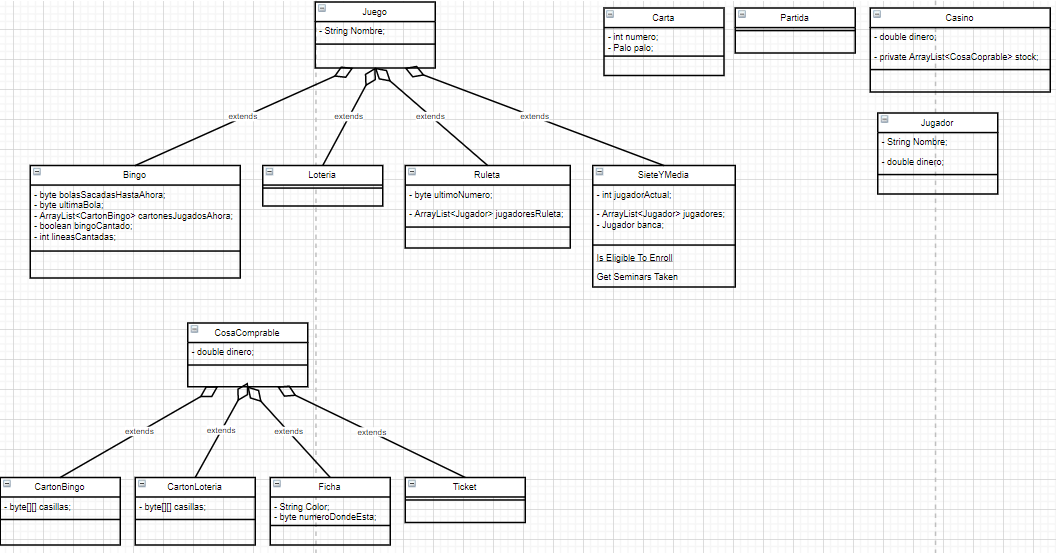 Juego
- String Nombre;
Carta
- int numero;
- Palo palo;
Partida
Casino
- double dinero;
- private ArrayList<CosaCoprable> stock;
Jugador
- String Nombre;
- double dinero;
extends
extends
extends
extends
Bingo
- byte bolasSacadasHastaAhora;
- byte ultimaBola;
- ArrayList<CartonBingo> cartonesJugadosAhora;
- boolean bingoCantado;
- int lineasCantadas;
Loteria
Ruleta
- byte ultimoNumero;
- ArrayList<Jugador> jugadoresRuleta;
SieteYMedia
- int jugadorActual;
- ArrayList<Jugador> jugadores;
- Jugador banca;
Is Eligible To Enroll
Get Seminars Taken
CosaComprable
- double dinero;
extends
extends
extends
extends
CartonBingo
- byte[][] casillas;
CartonLoteria
- byte[][] casillas;
Ficha
- String Color;
- byte numeroDondeEsta;
Ticket